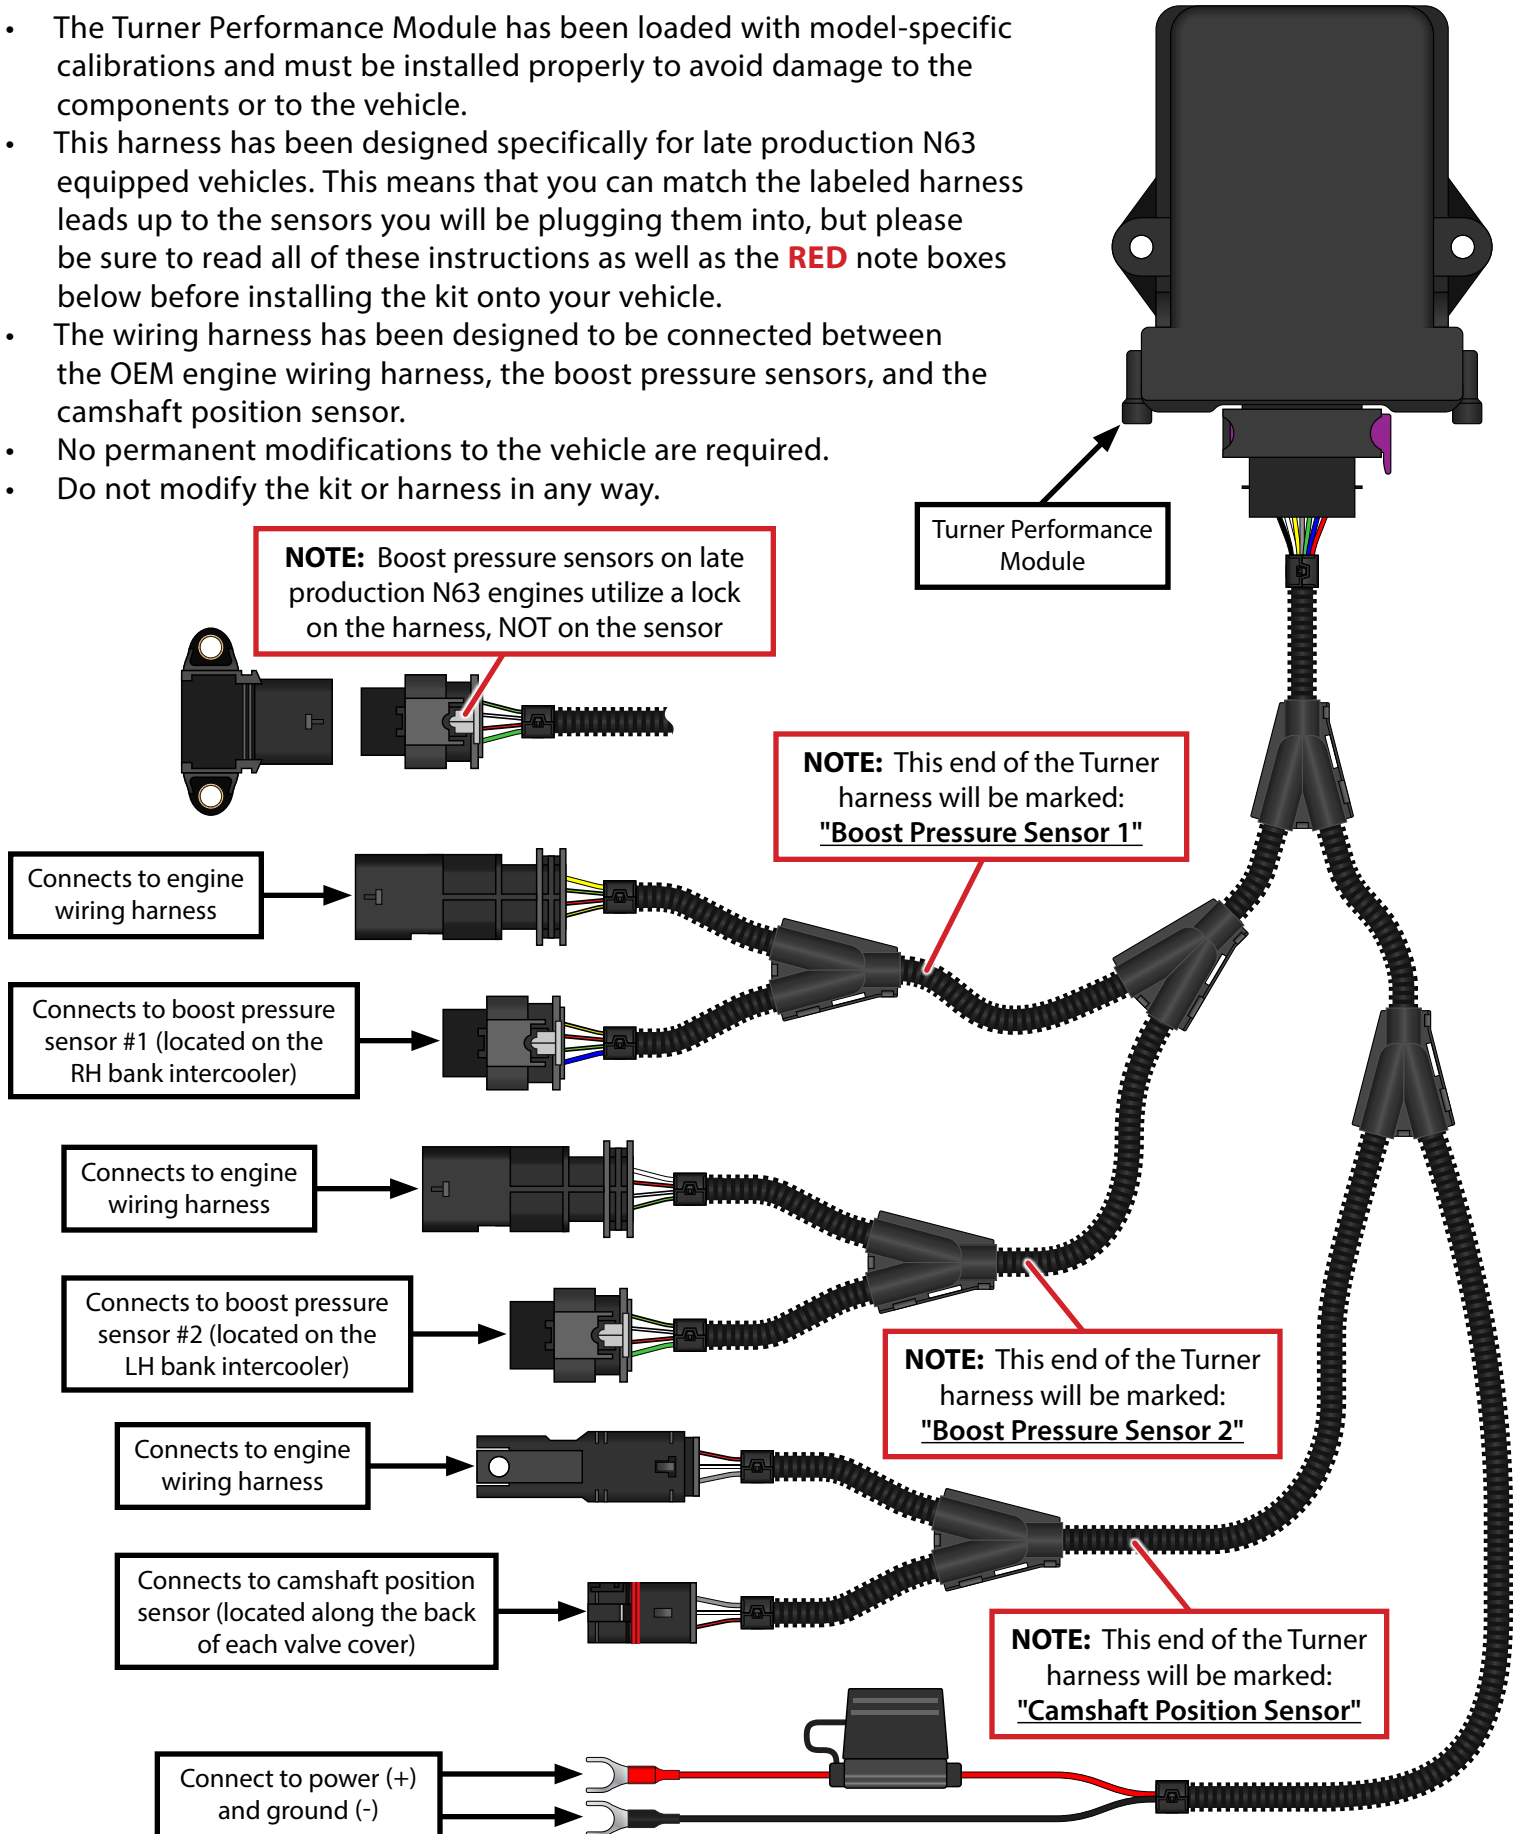 • The Turner Performance Module has been loaded with model-specific
calibrations and must be installed properly to avoid damage to the
components or to the vehicle.
• This harness has been designed specifically for late production N63
equipped vehicles. This means that you can match the labeled harness
leads up to the sensors you will be plugging them into, but please
be sure to read all of these instructions as well as the RED note boxes
below before installing the kit onto your vehicle.
• The wiring harness has been designed to be connected between
the OEM engine wiring harness, the boost pressure sensors, and the
camshaft position sensor.
• No permanent modifications to the vehicle are required.
• Do not modify the kit or harness in any way.
Turner Performance
Module
NOTE: Boost pressure sensors on late
production N63 engines utilize a lock
on the harness, NOT on the sensor
NOTE: This end of the Turner
harness will be marked:
"Boost Pressure Sensor 1"
Connects to engine
wiring harness
Connects to boost pressure
sensor #1 (located on the
RH bank intercooler)
Connects to engine
wiring harness
Connects to boost pressure
sensor #2 (located on the
LH bank intercooler)
NOTE: This end of the Turner
harness will be marked:
"Boost Pressure Sensor 2"
Connects to engine
wiring harness
Connects to camshaft position
sensor (located along the back
of each valve cover)
NOTE: This end of the Turner
harness will be marked:
"Camshaft Position Sensor"
Connect to power (+)
and ground (-)